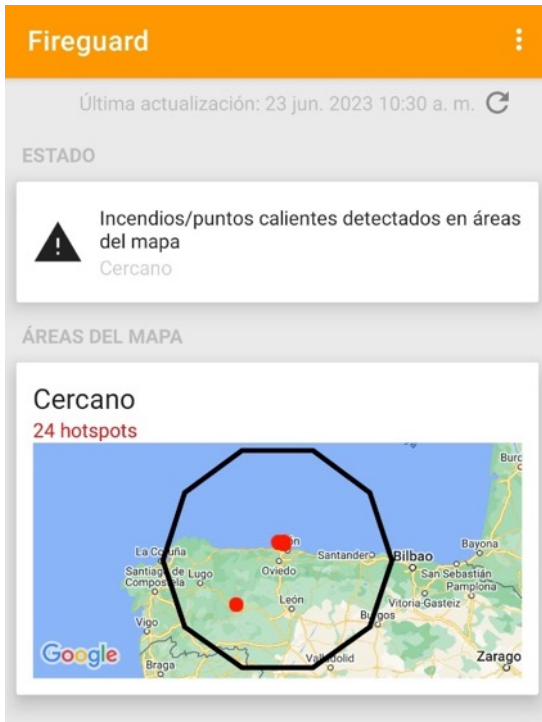 Fireguard
Última actualización: 23 jun. 2023 10:30 a. m.
ESTADO
Incendios/puntos calientes detectados en áreas
del mapa
Cercano
ÁREAS DEL MAPA
Cercano
24 hotspots
Burg
La Coruña
Santander
Bilbao
Bayona
Santiago de
Compostela
Lugo
Oviedo
San Sebastián
Pamplona
León
Vitoria-Gasteiz
Vigo
Burgos
Google
Braga
Valladolid
Zarago